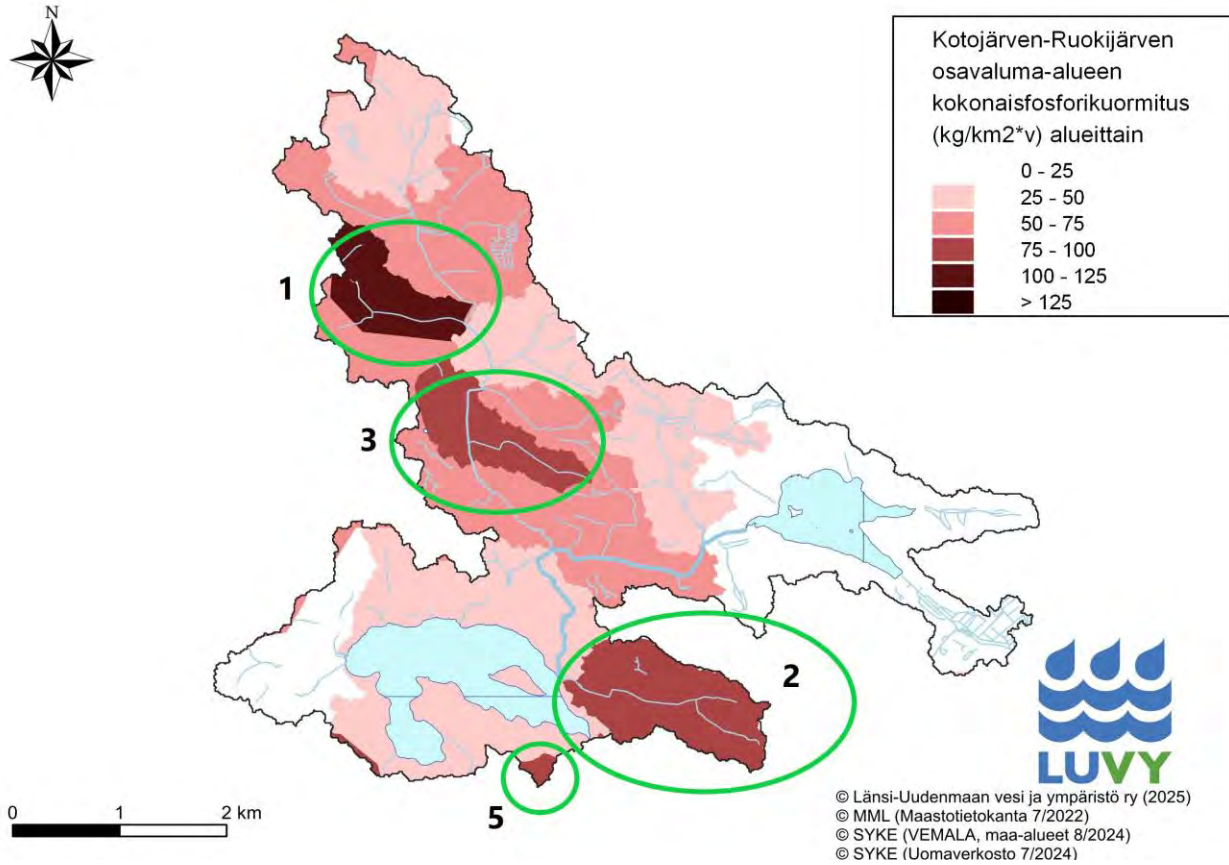 N
Kotojärven-Ruokijärven
osavaluma-alueen
kokonaisfosforikuormitus
(kg/km2*v) alueittain
0 - 25
25 - 50
50 - 75
75 - 100
100 - 125
> 125
1
3
2
5
0 1 2 km
LUVY
© Länsi-Uudenmaan vesi ja ympäristö ry (2025)
© MML (Maastotietokanta 7/2022)
© SYKE (VEMALA, maa-alueet 8/2024)
© SYKE (Uomaverkosto 7/2024)